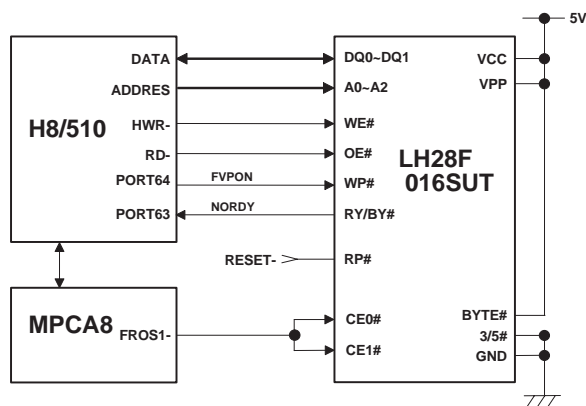 5V
DATA
ADDRES
H8/510
HWR-
RD-
PORT64
FVPON
PORT63
NORDY
RESET-
MPCA8
FROS1-
DQ0~DQ1
A0~A2
WE#
OE#
WP#
RY/BY#
RP#
CE0#
CE1#
LH28F
016SUT
VCC
VPP
BYTE#
3/5#
GND